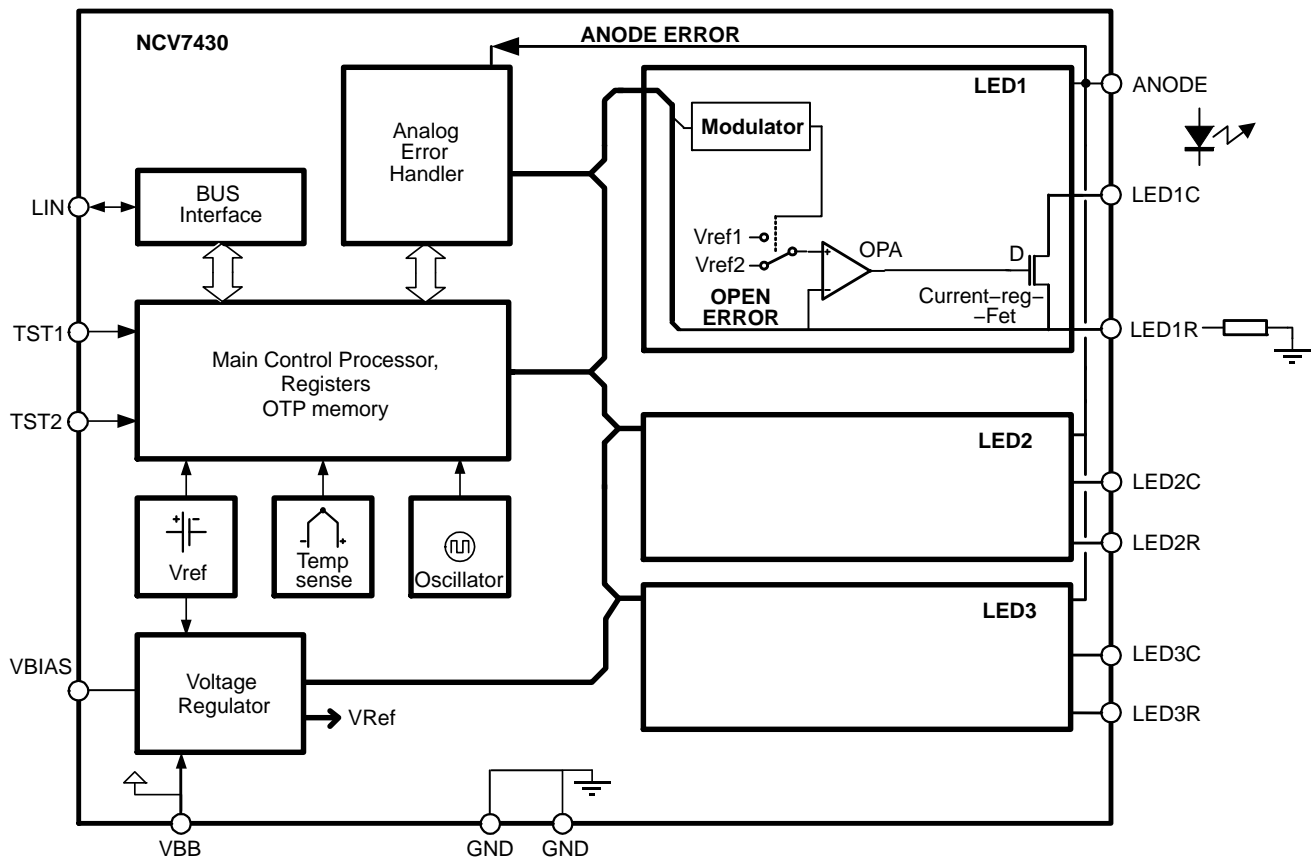 NCV7430
ANODE ERROR
LED1
ANODE
Modulator
Analog
Error
Handler
BUS
Interface
LIN
LED1C
Vref1
Vref2
+
−
OPA
D
OPEN
ERROR
Current−reg−
−Fet
LED1R
TST1
Main Control Processor,
Registers
OTP memory
TST2
LED2
LED2C
LED2R
+ -
Vref
- +
Temp
sense
Oscillator
LED3
LED3C
LED3R
VBIAS
Voltage
Regulator
VRef
VBB
GND
GND